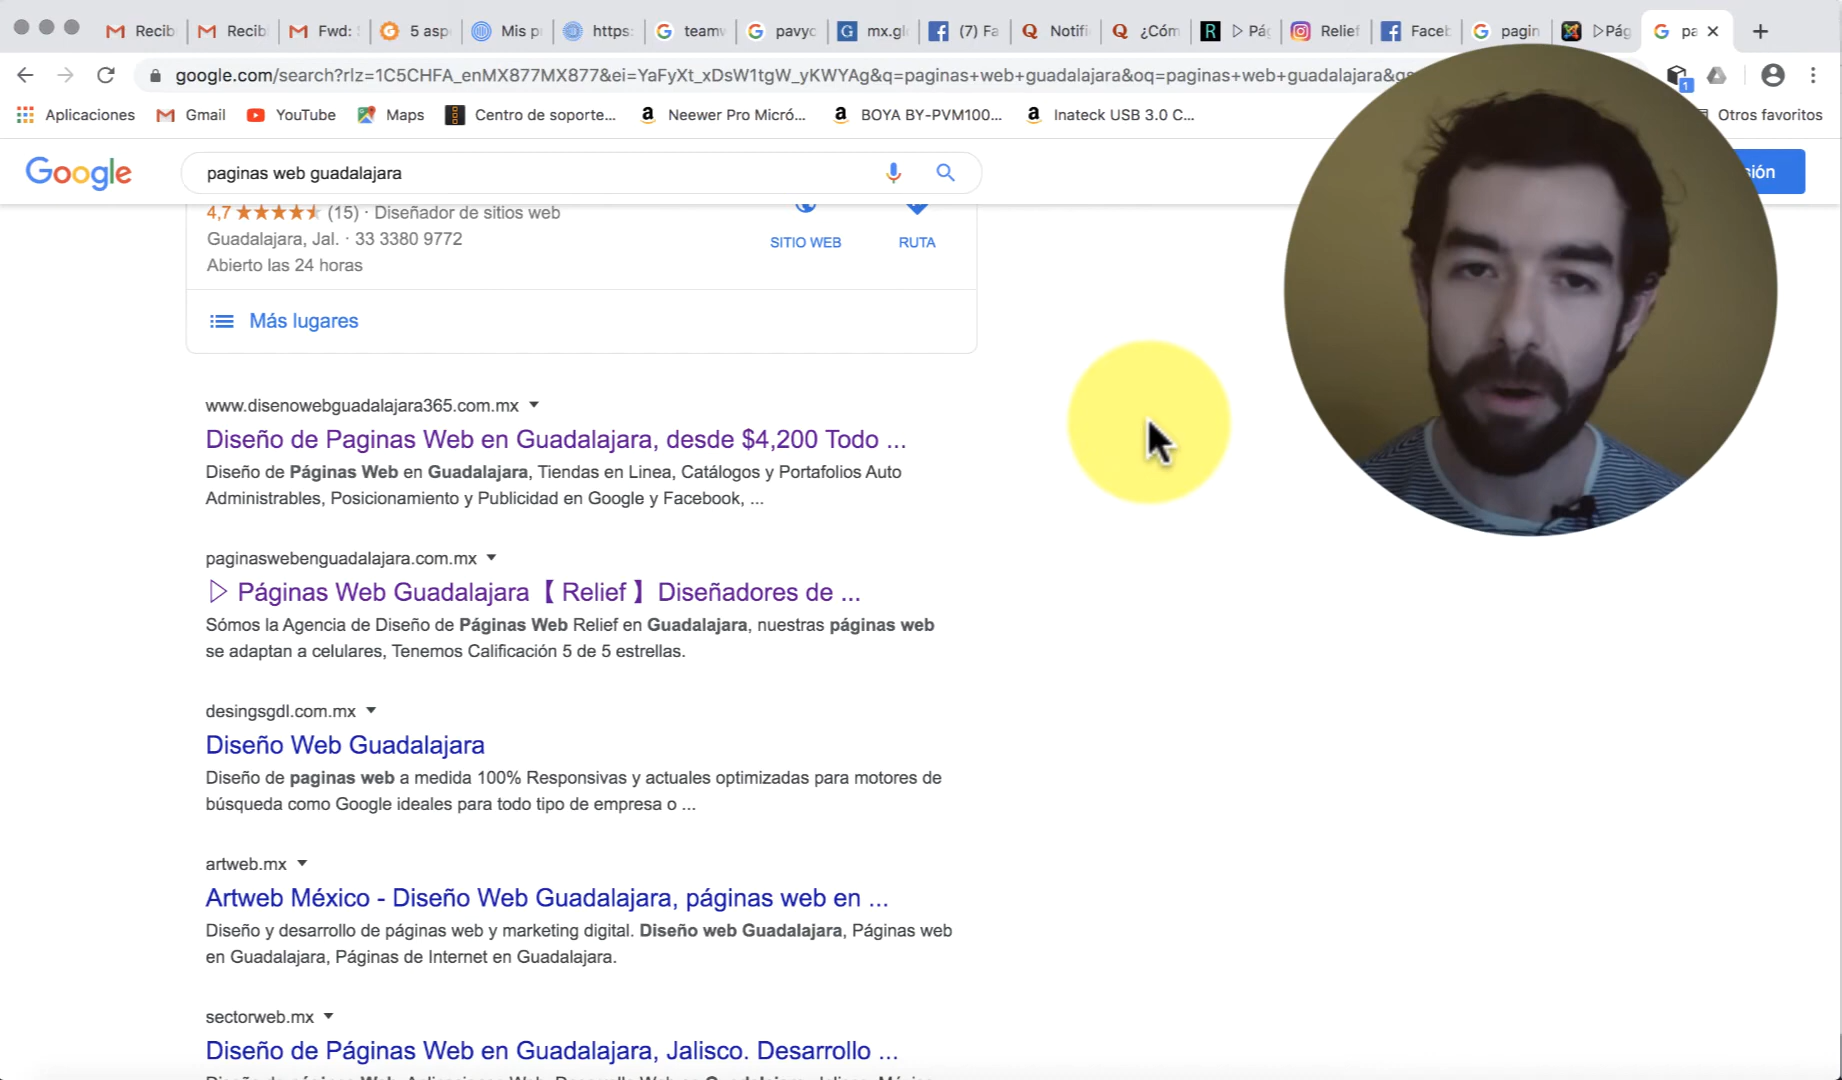 Recib
Recib
Fwd:
5 asp
Mis p
https:
team
pavyc
mx.gl
(7) Fa
Notifi
¿Cóm
R
▷ Pág
Relief
Faceb
pagin
▷Pág
pa
google.com/search?rlz=1C5CHFA_enMX877MX877&ei=YaFyXt_xDsW1tgW_yKWYAg&q=paginas+web+guadalajara&oq=paginas+web+guadalajara&gs
1
Aplicaciones
Gmail
YouTube
Maps
Centro de soporte...
Neewer Pro Micró...
BOYA BY-PVM100...
Inateck USB 3.0 C...
Otros favoritos
Google
paginas web guadalajara
sión
4,7 ★★★★★ (15) · Diseñador de sitios web
Guadalajara, Jal. · 33 3380 9772
Abierto las 24 horas
SITIO WEB
RUTA
Más lugares
www.disenowebguadalajara365.com.mx
Diseño de Paginas Web en Guadalajara, desde $4,200 Todo ...
Diseño de Páginas Web en Guadalajara, Tiendas en Linea, Catálogos y Portafolios Auto
Administrables, Posicionamiento y Publicidad en Google y Facebook, ...
paginaswebenguadalajara.com.mx
▷ Páginas Web Guadalajara【 Relief 】Diseñadores de ...
Sómos la Agencia de Diseño de Páginas Web Relief en Guadalajara, nuestras páginas web
se adaptan a celulares, Tenemos Calificación 5 de 5 estrellas.
desingsgdl.com.mx
Diseño Web Guadalajara
Diseño de paginas web a medida 100% Responsivas y actuales optimizadas para motores de
búsqueda como Google ideales para todo tipo de empresa o ...
artweb.mx
Artweb México - Diseño Web Guadalajara, páginas web en ...
Diseño y desarrollo de páginas web y marketing digital. Diseño web Guadalajara, Páginas web
en Guadalajara, Páginas de Internet en Guadalajara.
sectorweb.mx
Diseño de Páginas Web en Guadalajara, Jalisco. Desarrollo ...